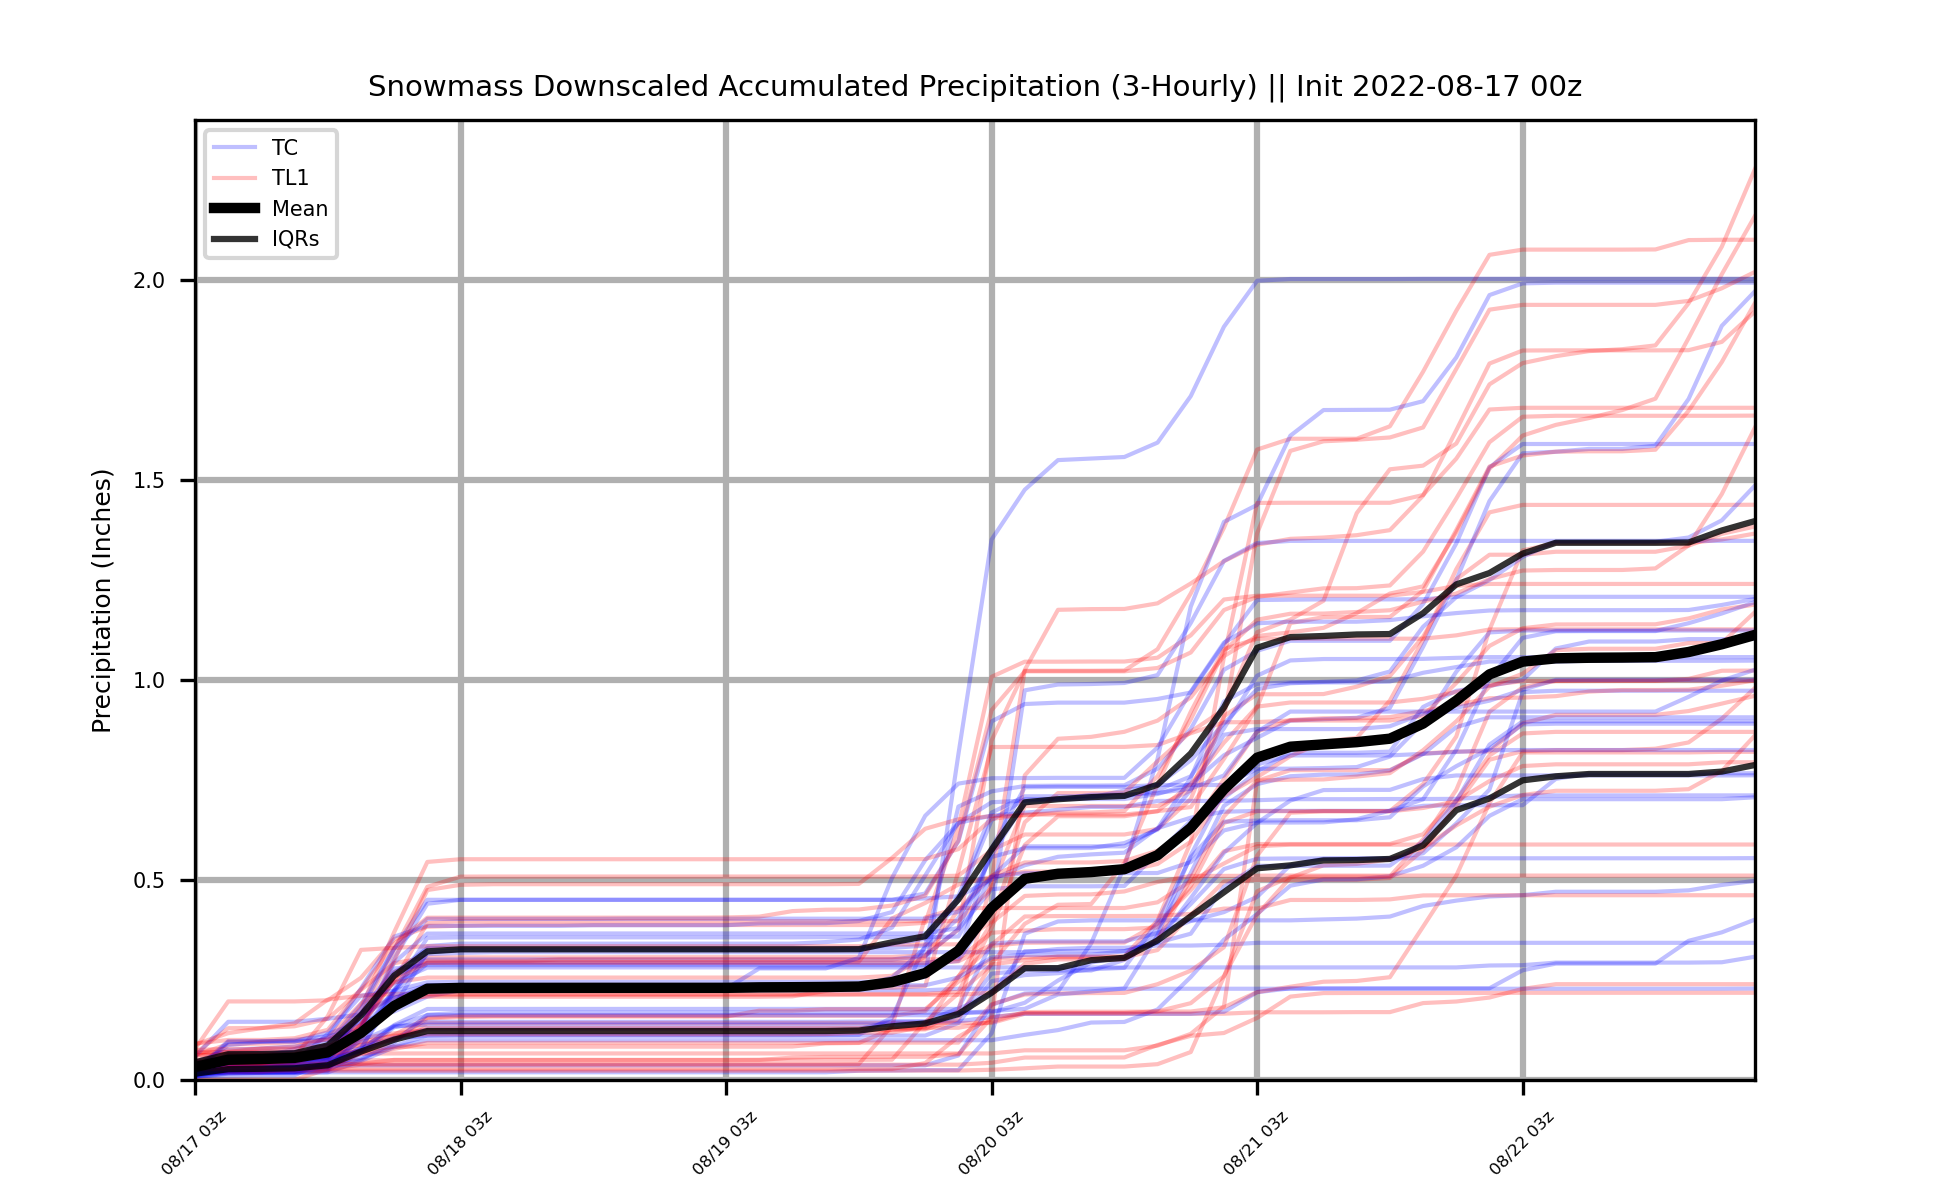 Snowmass Downscaled Accumulated Precipitation (3-Hourly) || Init 2022-08-17 00z
TC
TL1
Mean
IQRs
Precipitation (Inches)
2.0
1.5
1.0
0.5
0.0
08/17 03z
08/18 03z
08/19 03z
08/20 03z
08/21 03z
08/22 03z